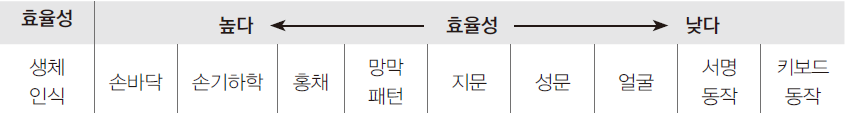 효율성 높다 효율성 낮다
생체 인식 손바닥 손기하학 홍채 망막 패턴 지문 성문 얼굴 서명 동작 키보드 동작